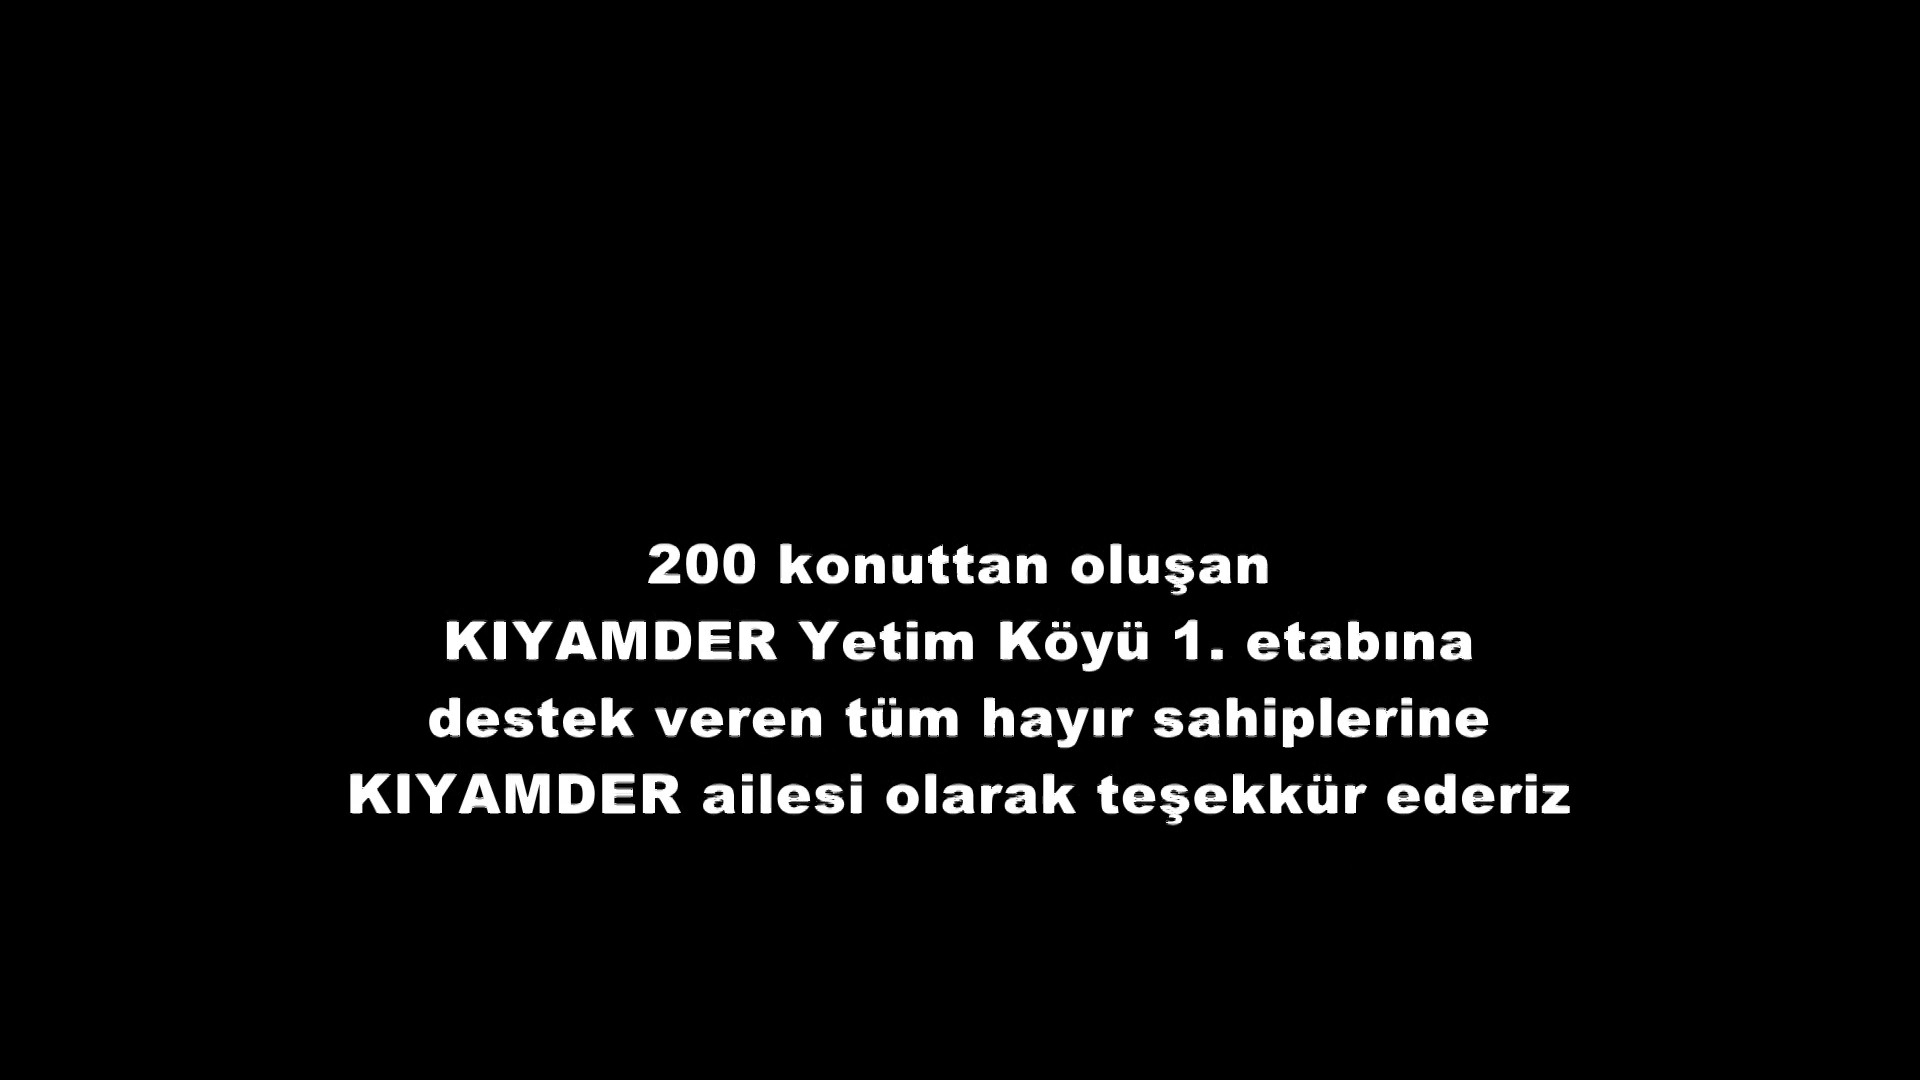 200 konuttan oluşan
KIYAMDER Yetim Köyü 1. etabına
destek veren tüm hayır sahiplerine
KIYAMDER ailesi olarak teşekkür ederiz